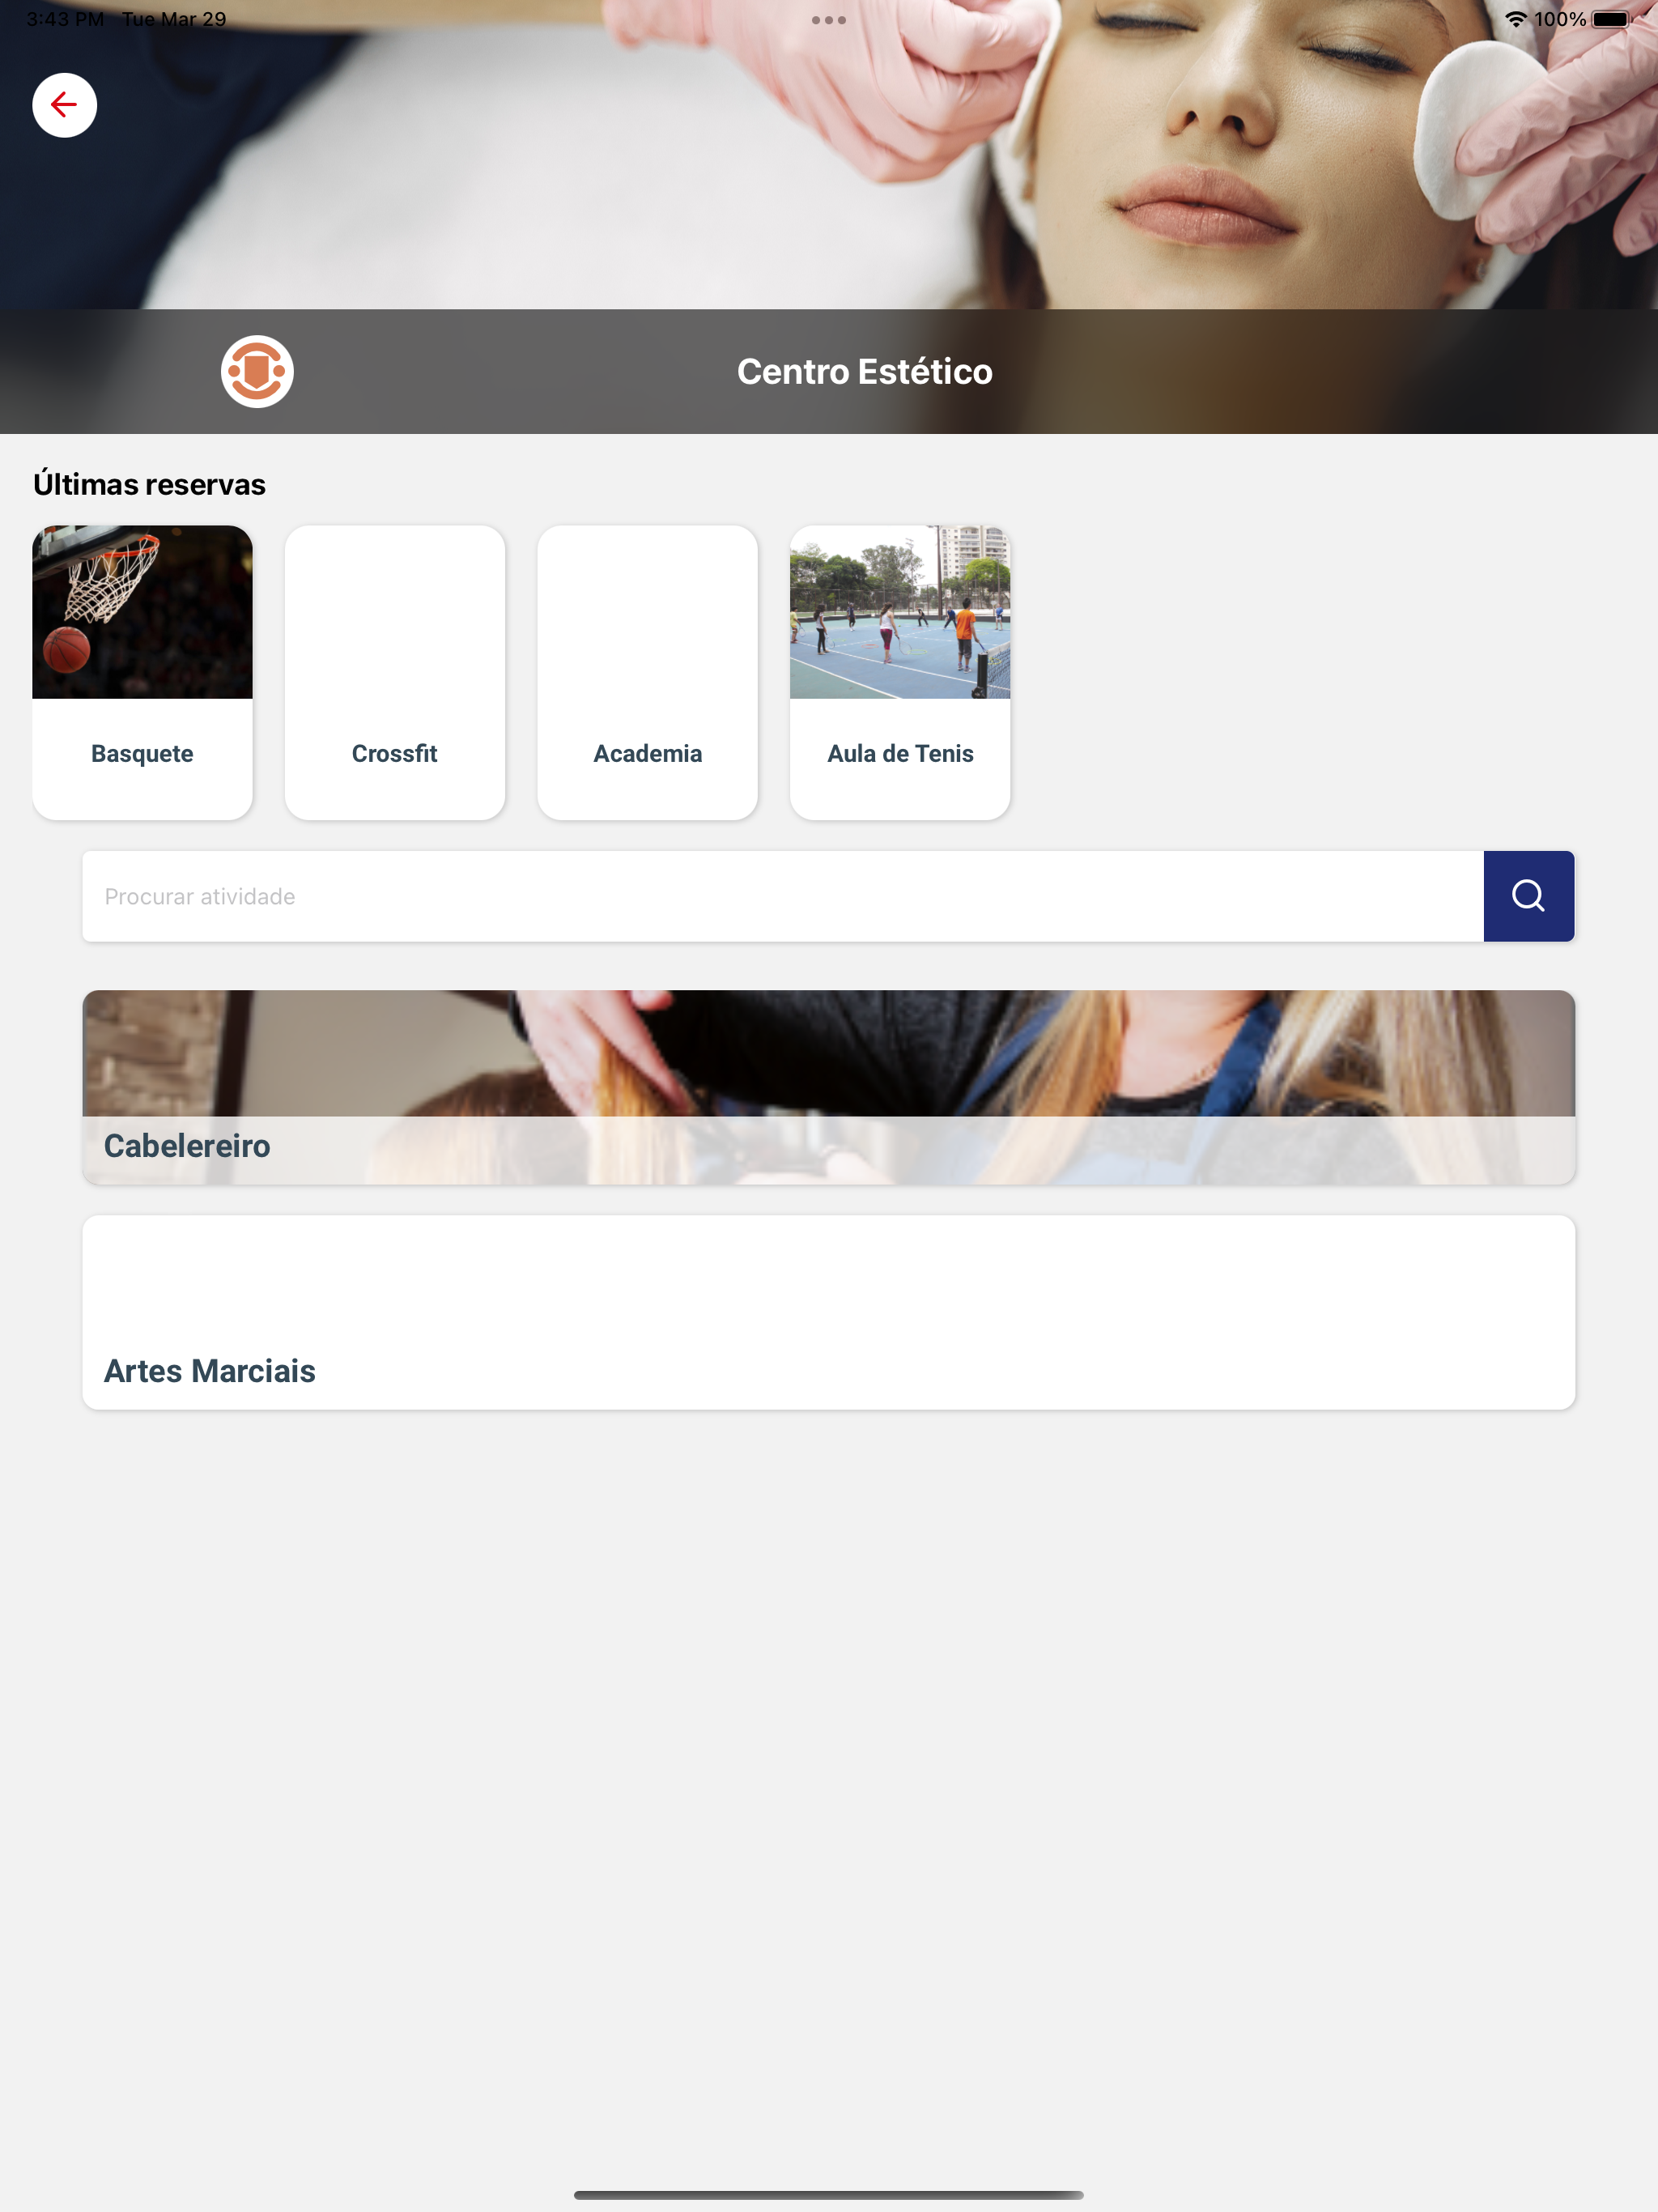 3:43 PM Tue Mar 29
100%
Centro Estético
Últimas reservas
Basquete
Crossfit
Academia
Aula de Tenis
Procurar atividade
Cabelereiro
Artes Marciais